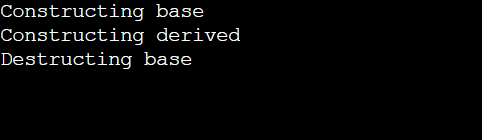 Constructing base
Constructing derived
Destructing base